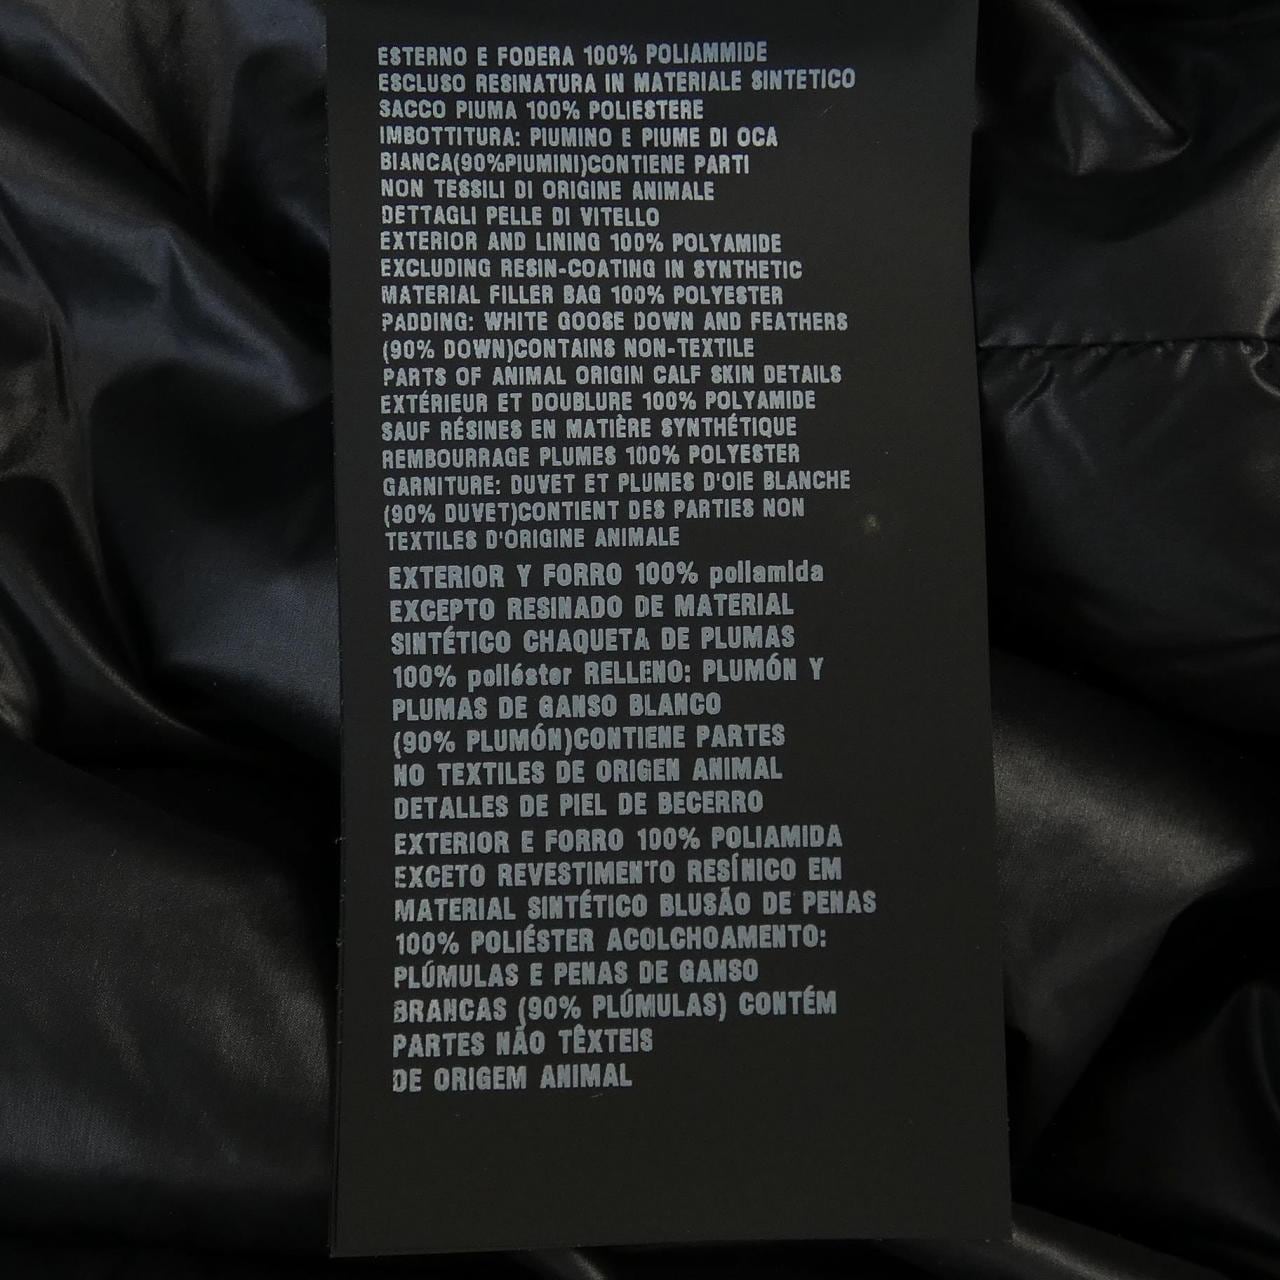 ESTERNO E FODERA 100% POLIAMMIDE
ESCLUSO RESINATURA IN MATERIALE SINTETICO
SACCO PIUMA 100% POLIESTERE
IMBOTTITURA: PIUMINO E PIUME DI OCA
BIANCA(90%PIUMINI)CONTIENE PARTI
NON TESSILI DI ORIGINE ANIMALE
DETTAGLI PELLE DI VITELLO
EXTERIOR AND LINING 100% POLYAMIDE
EXCLUDING RESIN-COATING IN SYNTHETIC
MATERIAL FILLER BAG 100% POLYESTER
PADDING: WHITE GOOSE DOWN AND FEATHERS
(90% DOWN)CONTAINS NON-TEXTILE
PARTS OF ANIMAL ORIGIN CALF SKIN DETAILS
EXTÉRIEUR ET DOUBLURE 100% POLYAMIDE
SAUF RÉSINES EN MATIÈRE SYNTHÉTIQUE
REMBOURRAGE PLUMES 100% POLYESTER
GARNITURE: DUVET ET PLUMES D'OIE BLANCHE
(90% DUVET)CONTIENT DES PARTIES NON
TEXTILES D'ORIGINE ANIMALE
EXTERIOR Y FORRO 100% poliamida
EXCEPTO RESINADO DE MATERIAL
SINTÉTICO CHAQUETA DE PLUMAS
100% poliéster RELLENO: PLUMÓN Y
PLUMAS DE GANSO BLANCO
(90% PLUMÓN)CONTIENE PARTES
NO TEXTILES DE ORIGEN ANIMAL
DETALLES DE PIEL DE BECERRO
EXTERIOR E FORRO 100% POLIAMIDA
EXCETO REVESTIMENTO RESÍNICO EM
MATERIAL SINTÉTICO BLUSÃO DE PENAS
100% POLIÉSTER ACOLCHOAMENTO:
PLÚMULAS E PENAS DE GANSO
BRANCAS (90% PLÚMULAS) CONTÉM
PARTES NÃO TÊXTEIS
DE ORIGEM ANIMAL